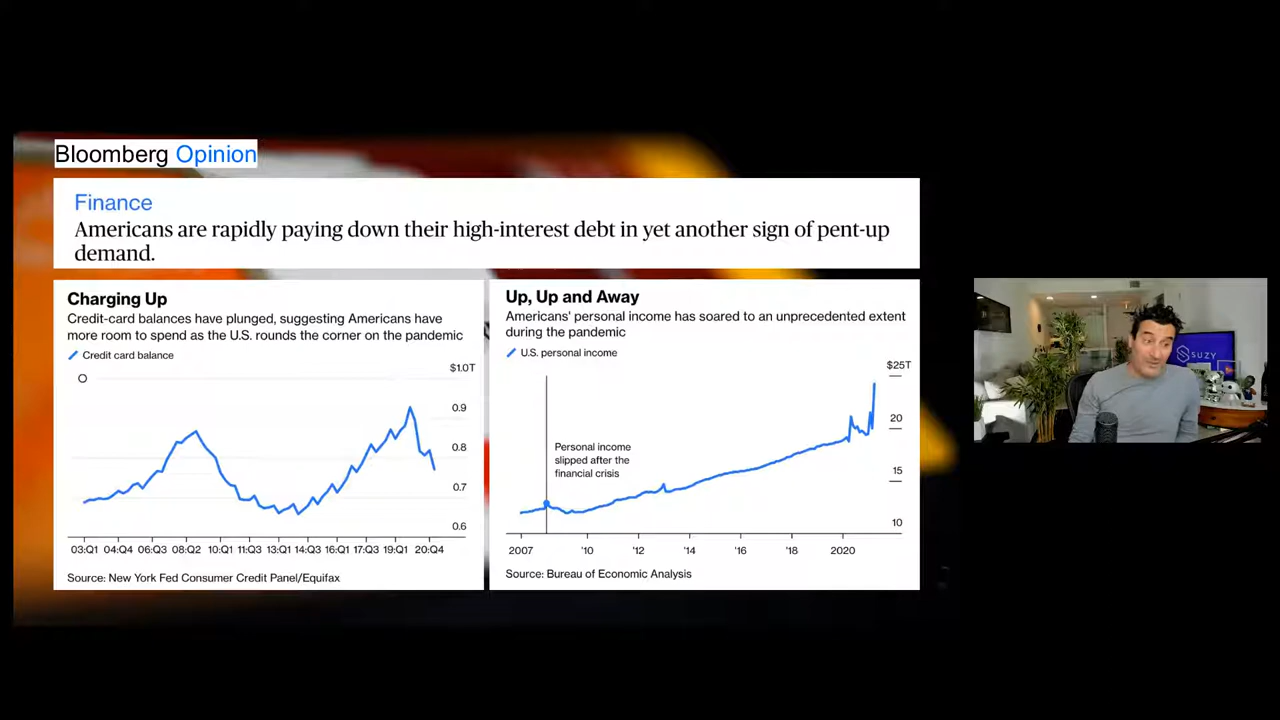 Bloomberg Opinion
Finance
Americans are rapidly paying down their high-interest debt in yet another sign of pent-up
demand.
Charging Up
Credit-card balances have plunged, suggesting Americans have
more room to spend as the U.S. rounds the corner on the pandemic
Credit card balance
$1.0T
0.9
0.8
0.7
0.6
03:Q1 04:Q4 06:Q3 08:Q2 10:Q1 11:Q3 13:Q1 14:Q3 16:Q1 17:Q3 19:Q1 20:Q4
Source: New York Fed Consumer Credit Panel/Equifax
Up, Up and Away
Americans' personal income has soared to an unprecedented extent
during the pandemic
U.S. personal income
$25T
20
15
10
Personal income
slipped after the
financial crisis
2007 '10 '12 '14 '16 '18 2020
Source: Bureau of Economic Analysis
SUZY